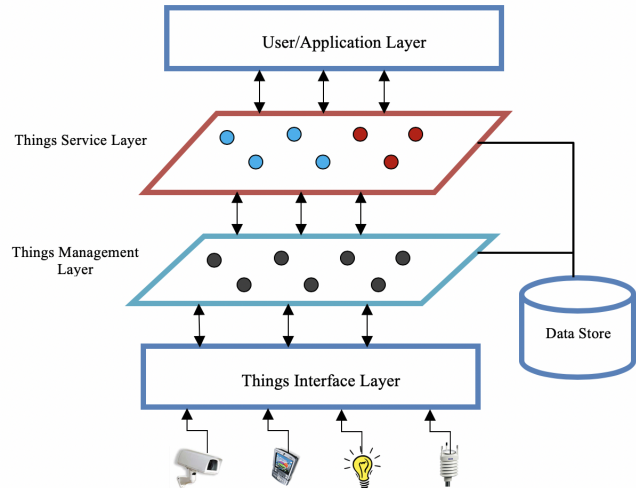 User/Application Layer
Things Service Layer
Things Management
Layer
Data Store
Things Interface Layer